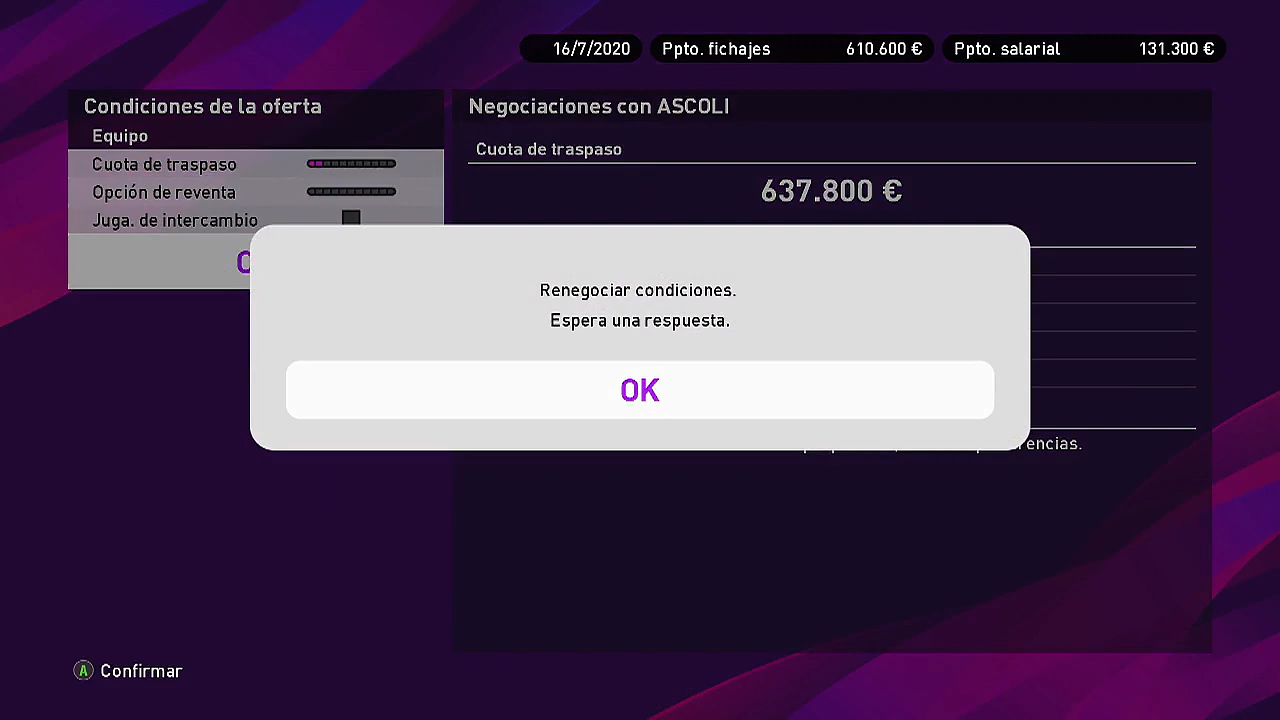 16/7/2020 Ppto. fichajes 610.600 € Ppto. salarial 131.300 €
Condiciones de la oferta
Equipo
Cuota de traspaso
Opción de reventa
Juga. de intercambio
Negociaciones con ASCOLI
Cuota de traspaso
637.800 €
Renegociar condiciones.
Espera una respuesta.
OK
A Confirmar